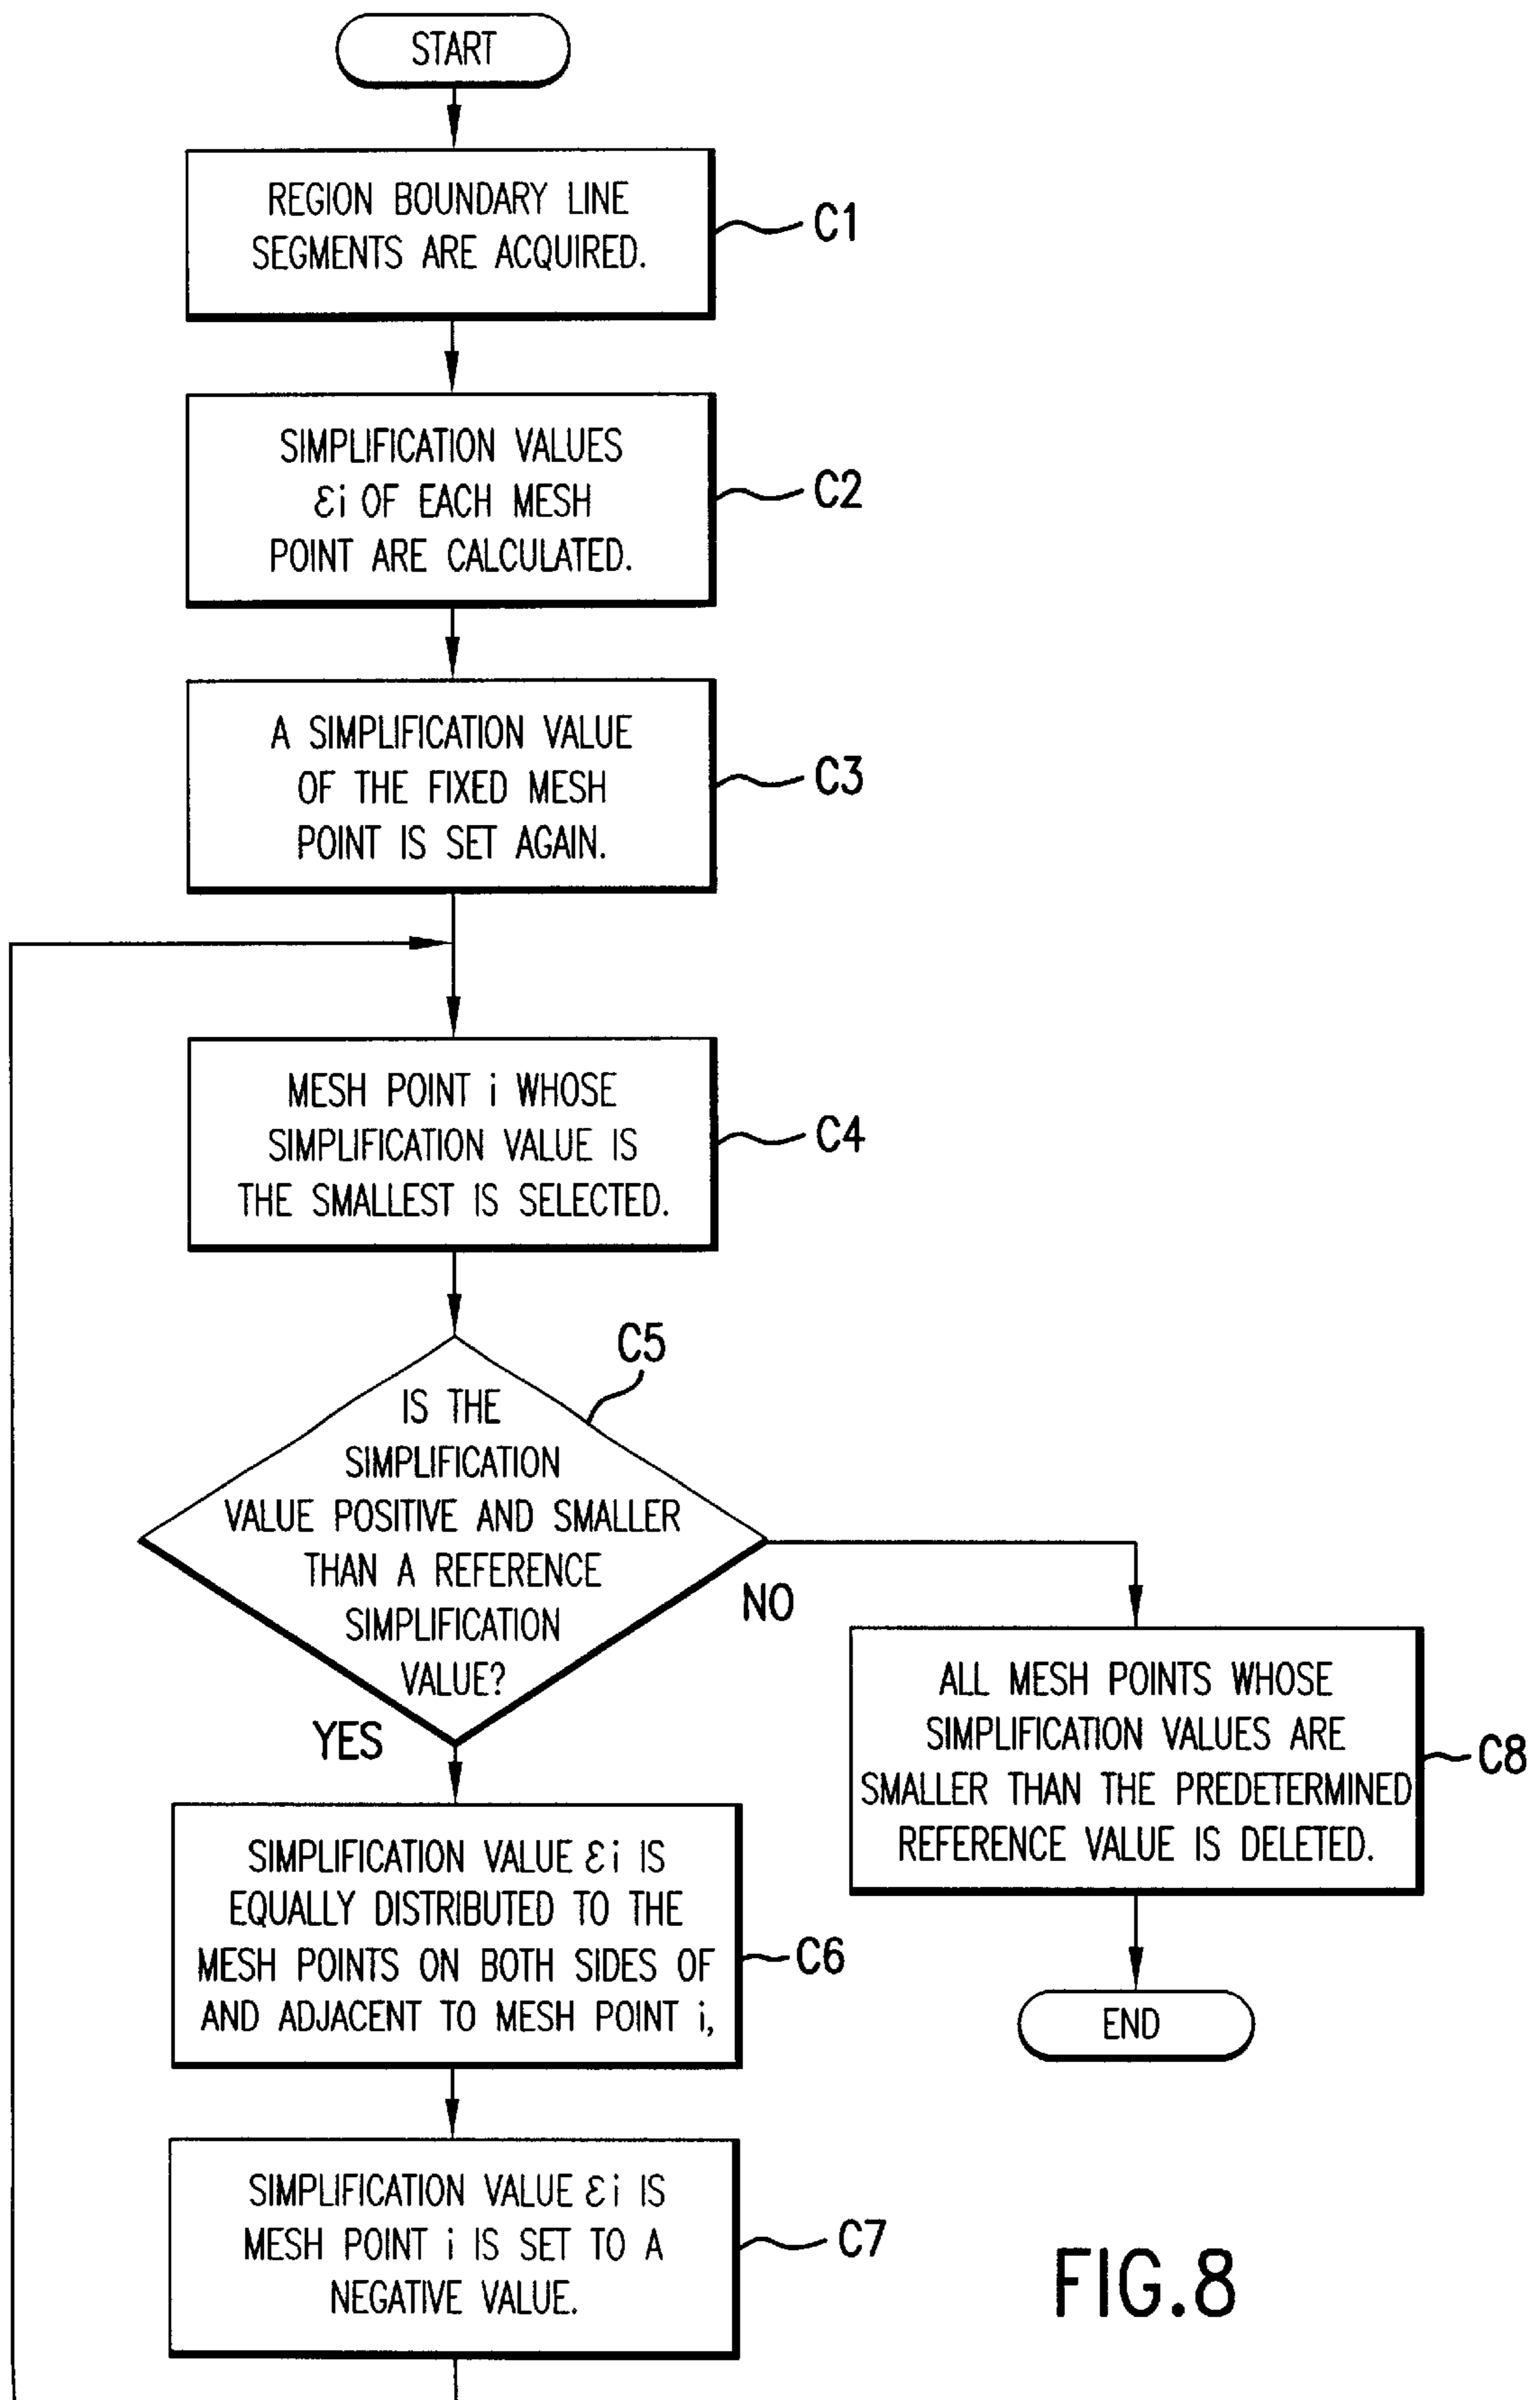 START
REGION BOUNDARY LINE
SEGMENTS ARE ACQUIRED.
C1
SIMPLIFICATION VALUES
εi OF EACH MESH
POINT ARE CALCULATED.
C2
A SIMPLIFICATION VALUE
OF THE FIXED MESH
POINT IS SET AGAIN.
C3
MESH POINT i WHOSE
SIMPLIFICATION VALUE IS
THE SMALLEST IS SELECTED.
C4
C5
IS THE
SIMPLIFICATION
VALUE POSITIVE AND SMALLER
THAN A REFERENCE
SIMPLIFICATION
VALUE?
NO
YES
ALL MESH POINTS WHOSE
SIMPLIFICATION VALUES ARE
SMALLER THAN THE PREDETERMINED
REFERENCE VALUE IS DELETED.
C8
SIMPLIFICATION VALUE εi IS
EQUALLY DISTRIBUTED TO THE
MESH POINTS ON BOTH SIDES OF
AND ADJACENT TO MESH POINT i,
C6
END
SIMPLIFICATION VALUE εi IS
MESH POINT i IS SET TO A
NEGATIVE VALUE.
C7
FIG.8